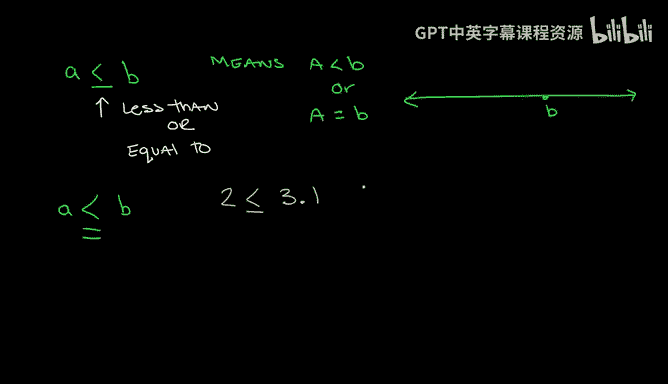 GPT中英字幕课程资源 bilibili
a ≤ b MEANS A < b
or
A = b
b
↑ Less than
OR
Equal to
a ≦ b 2 ≤ 3.1